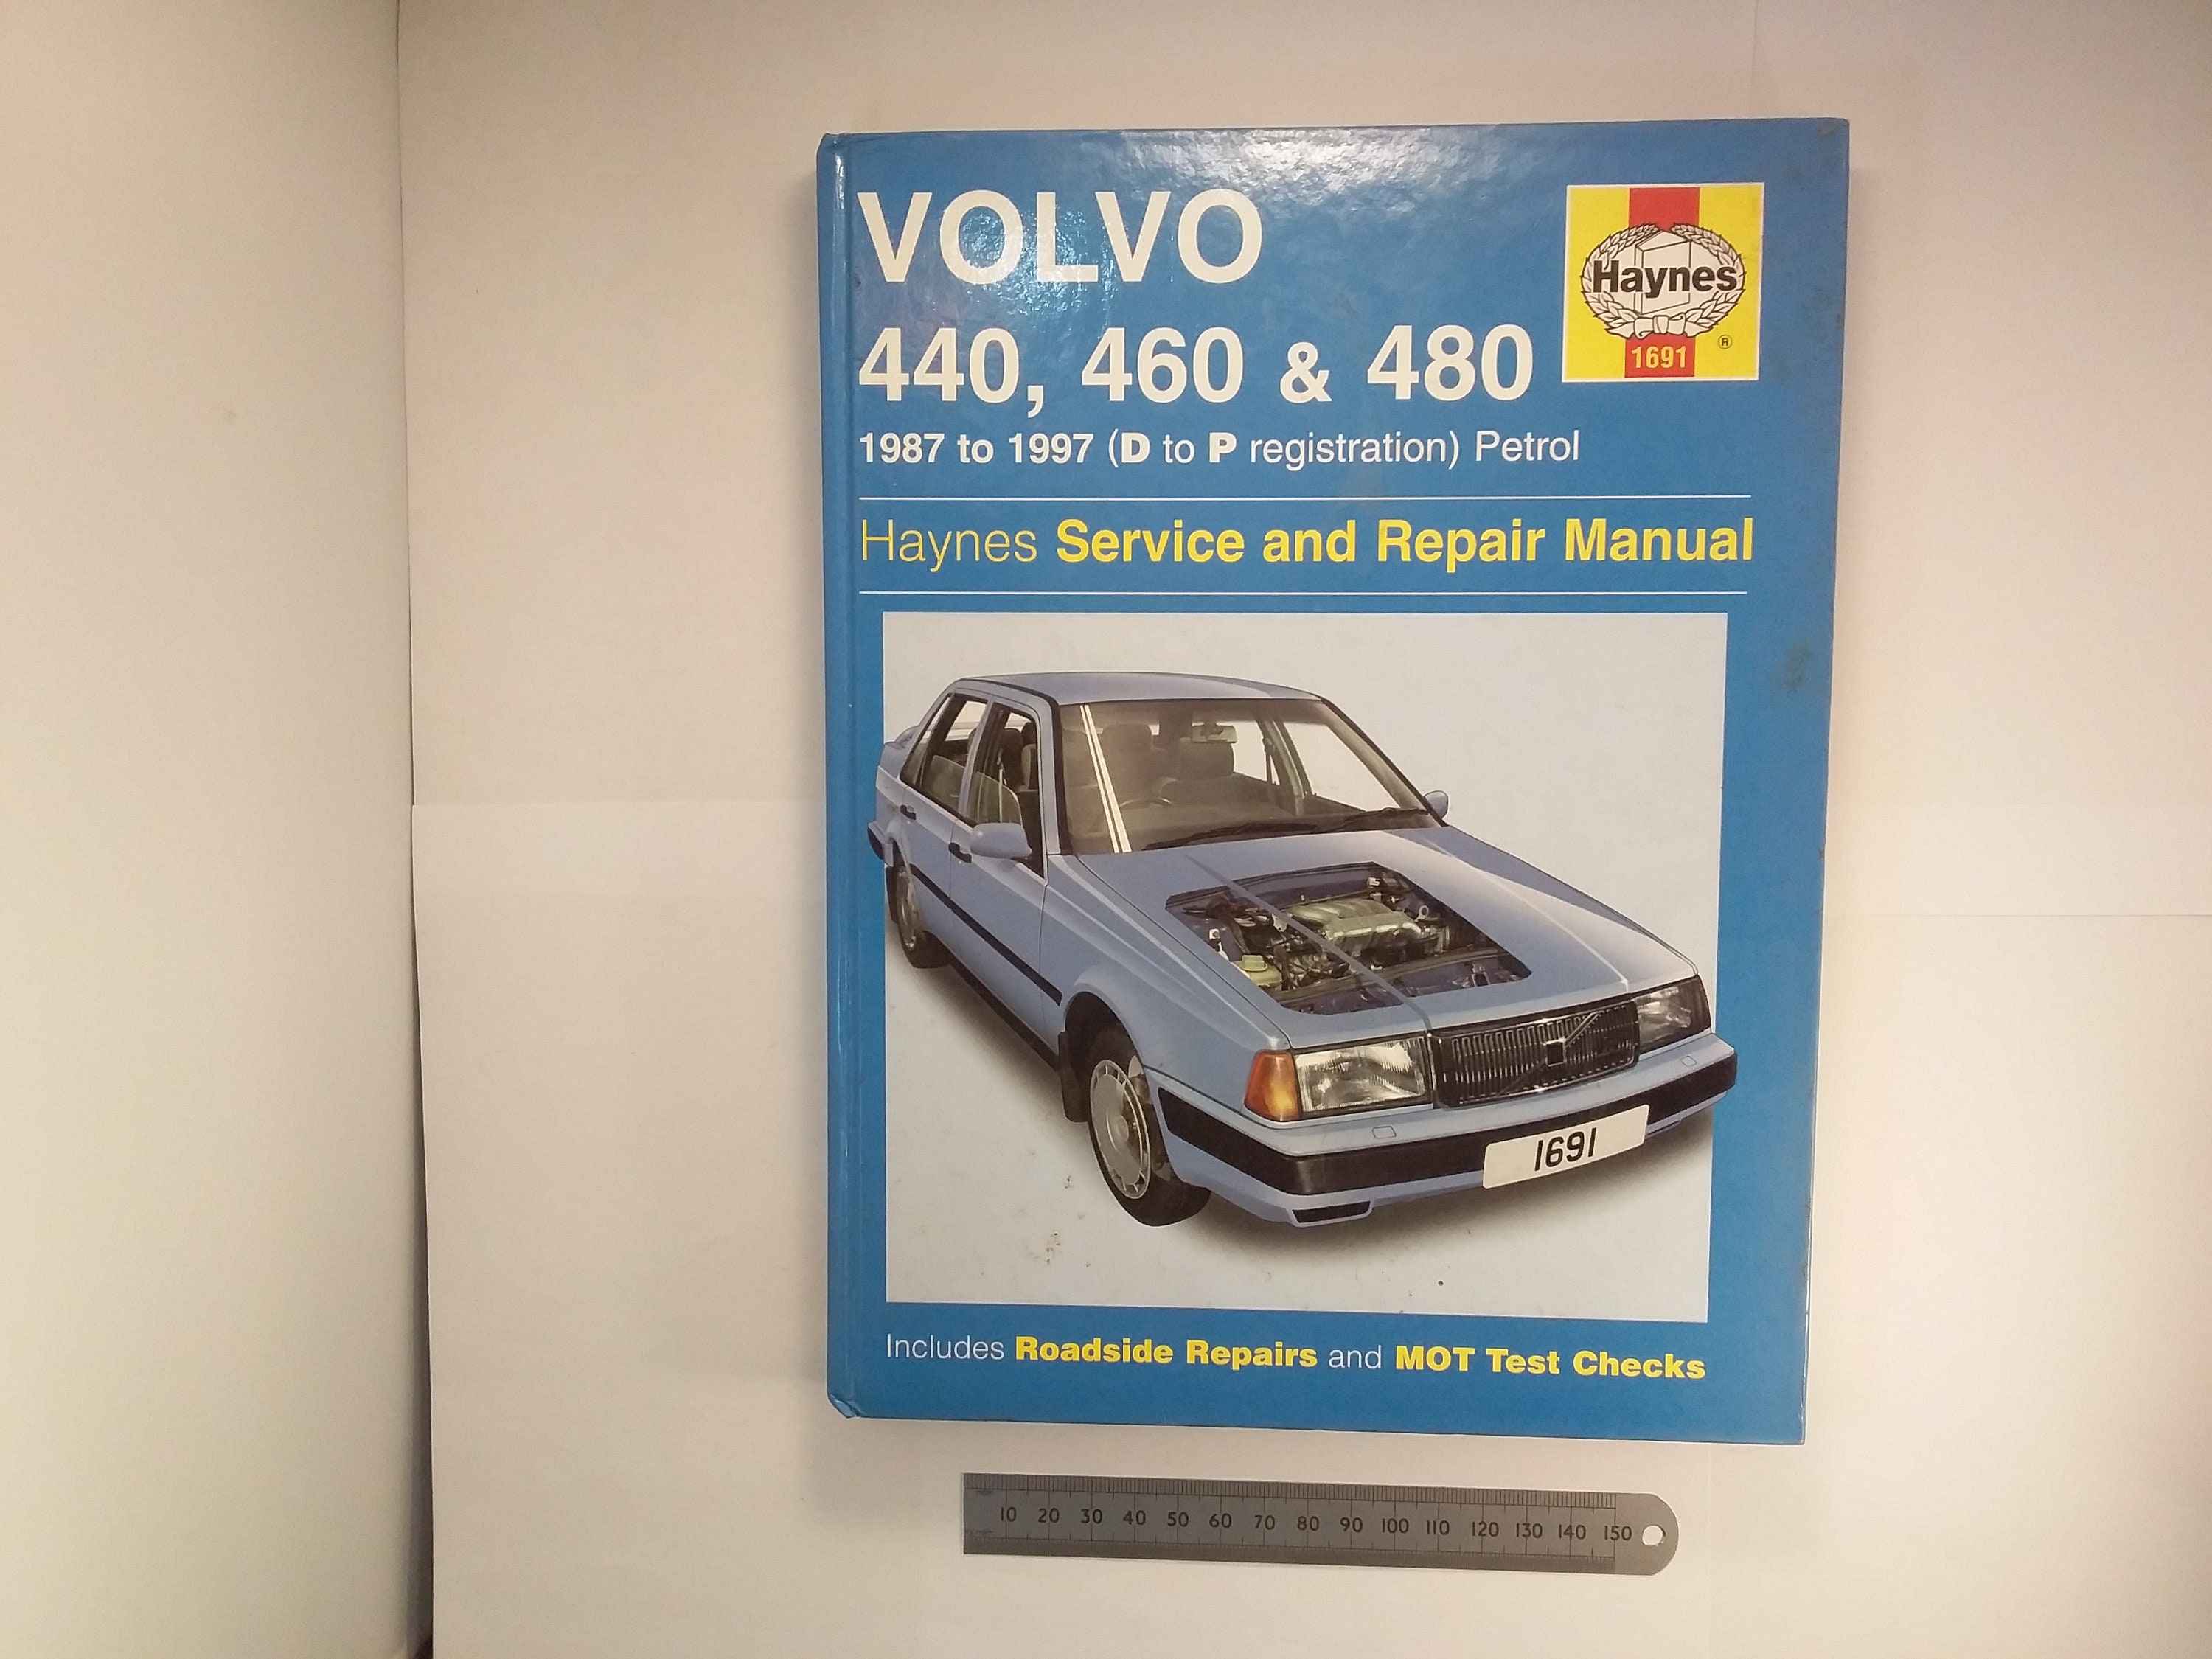 VOLVO
440, 460 & 480
1987 to 1997 (D to P registration) Petrol
Haynes
®
1691
Haynes Service and Repair Manual
1691
Includes Roadside Repairs and MOT Test Checks
10 20 30 40 50 60 70 80 90 100 110 120 130 140 150